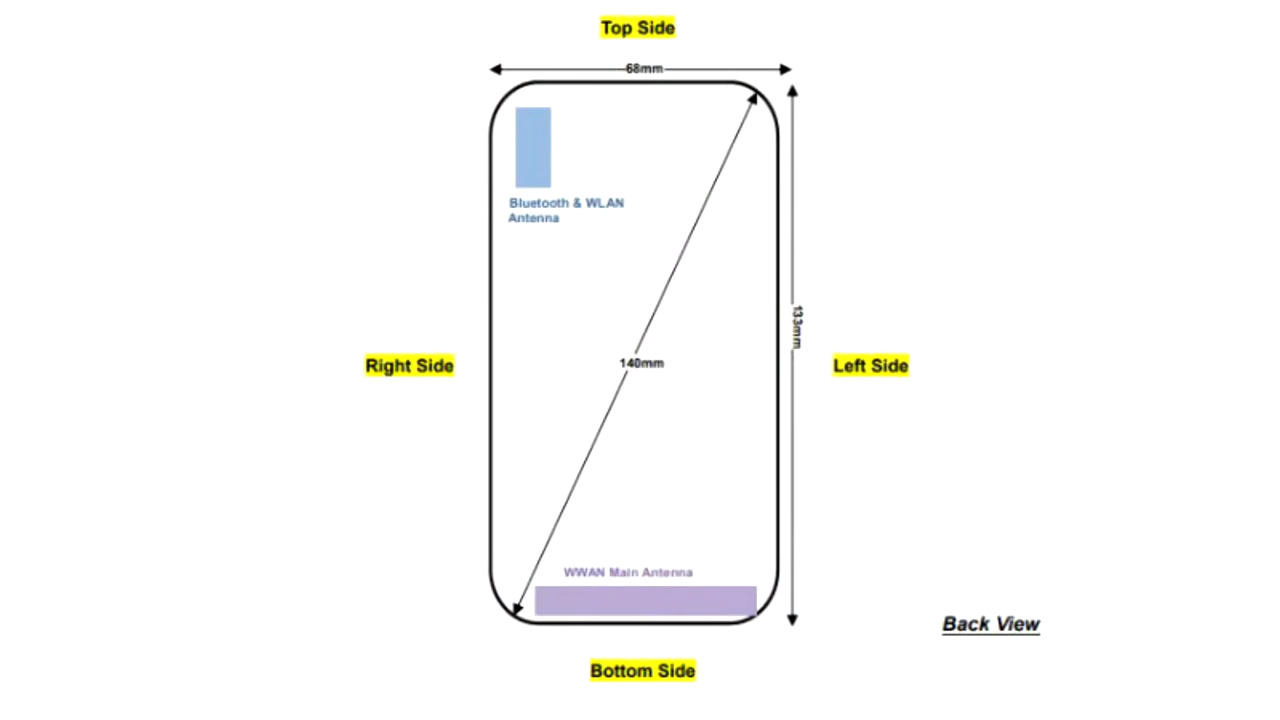 Top Side
68mm
Bluetooth & WLAN
Antenna
133mm
Right Side
140mm
Left Side
WWAN Main Antenna
Back View
Bottom Side